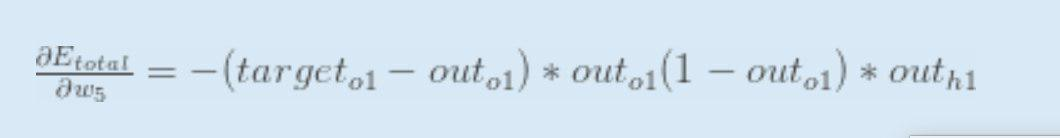 ∂E_total/∂w_5 = −(target_o1 − out_o1) * out_o1(1 − out_o1) * out_h1